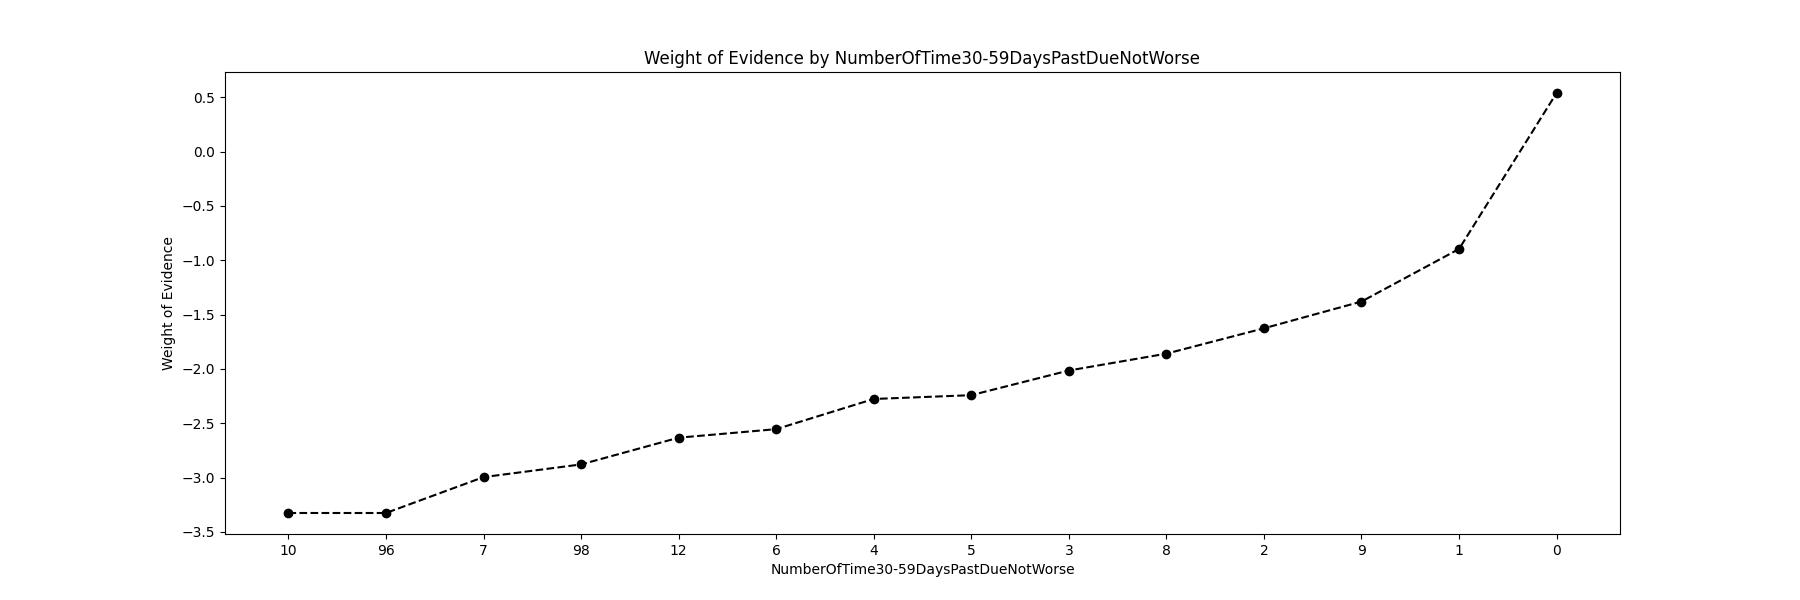 Weight of Evidence by NumberOfTime30-59DaysPastDueNotWorse
Weight of Evidence
0.5
0.0
−0.5
−1.0
−1.5
−2.0
−2.5
−3.0
−3.5
10 96 7 98 12 6 4 5 3 8 2 9 1 0
NumberOfTime30-59DaysPastDueNotWorse